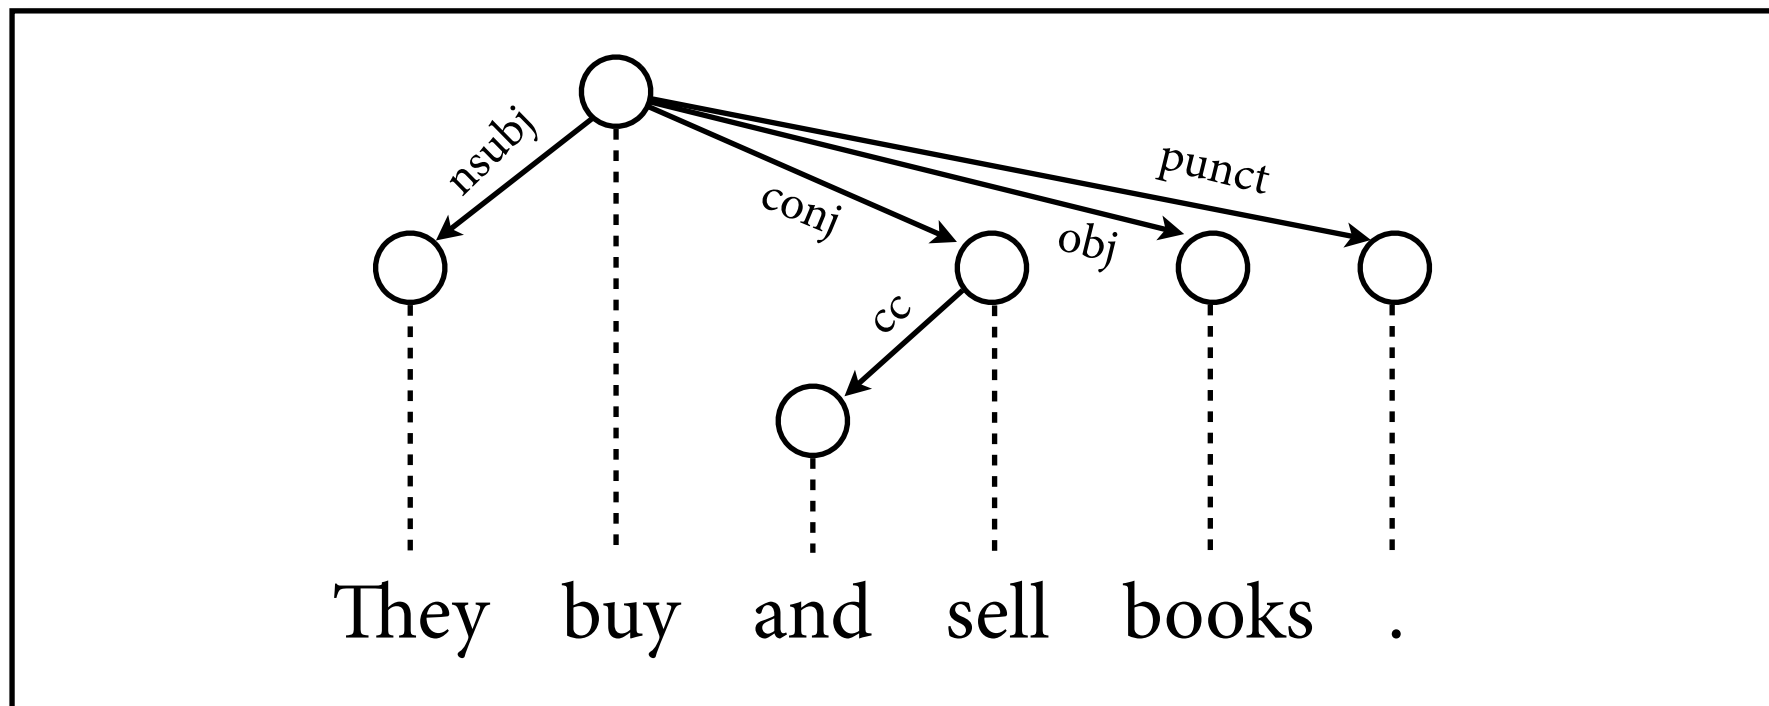 nsubj
punct
conj
obj
cc
They buy and sell books .